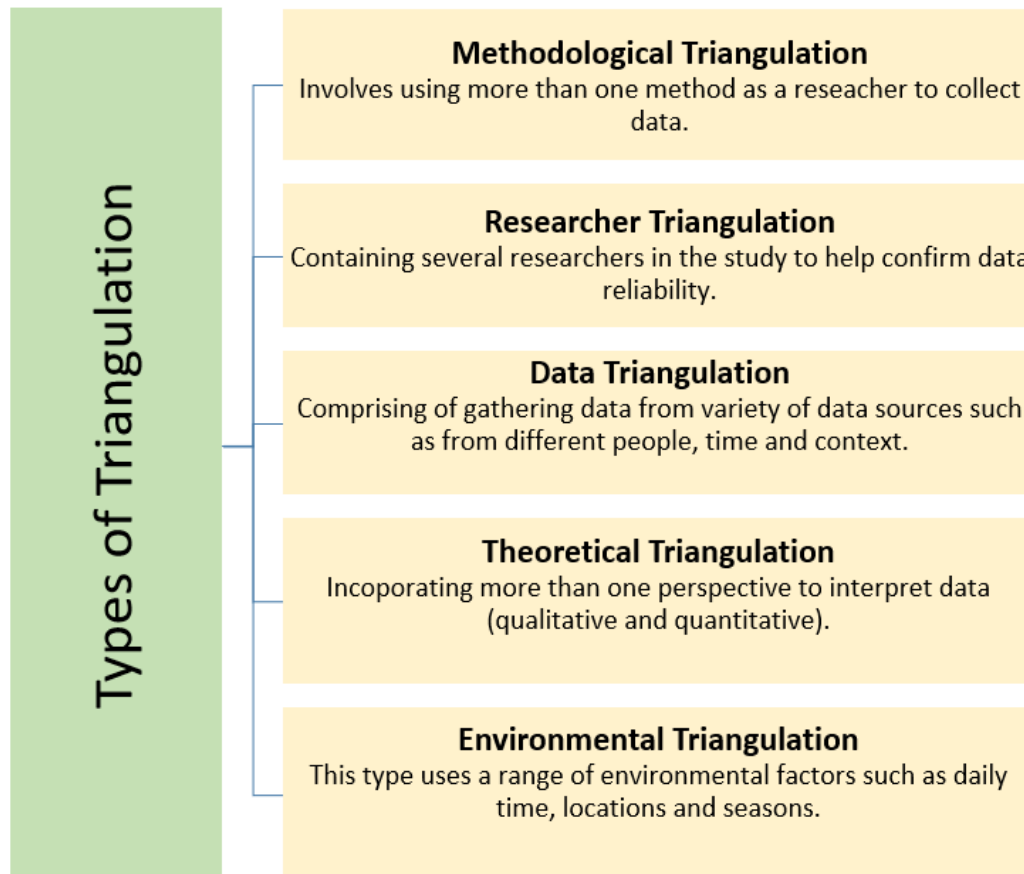 Types of Triangulation
Methodological Triangulation
Involves using more than one method as a reseacher to collect
data.
Researcher Triangulation
Containing several researchers in the study to help confirm data
reliability.
Data Triangulation
Comprising of gathering data from variety of data sources such
as from different people, time and context.
Theoretical Triangulation
Incoporating more than one perspective to interpret data
(qualitative and quantitative).
Environmental Triangulation
This type uses a range of environmental factors such as daily
time, locations and seasons.